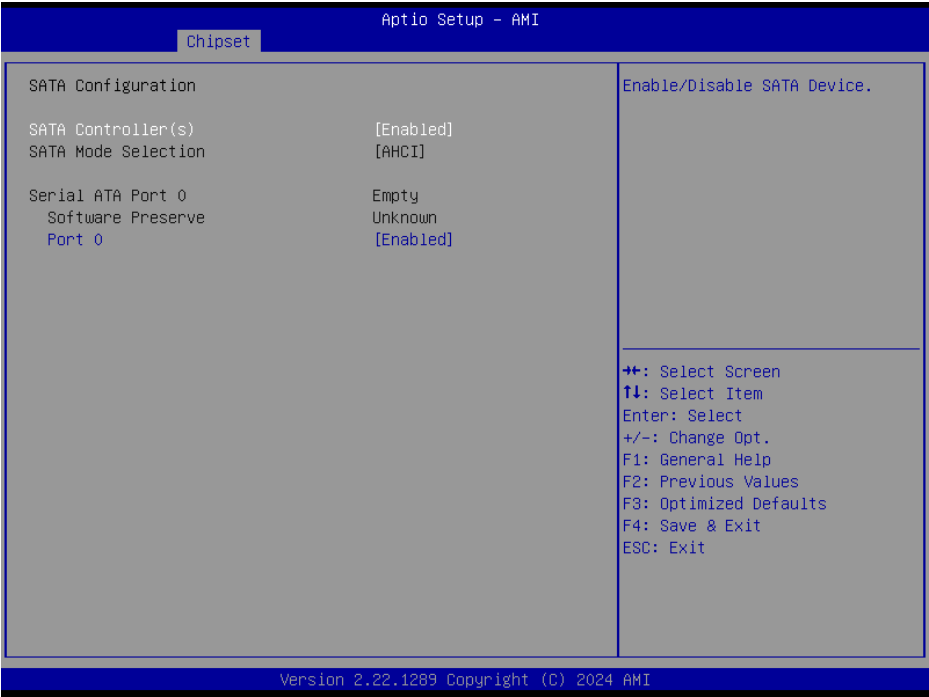 Aptio Setup - AMI
Chipset
SATA Configuration
SATA Controller(s) [Enabled]
SATA Mode Selection [AHCI]
Serial ATA Port 0 Empty
Software Preserve Unknown
Port 0 [Enabled]
Enable/Disable SATA Device.
→←: Select Screen
↑↓: Select Item
Enter: Select
+/-: Change Opt.
F1: General Help
F2: Previous Values
F3: Optimized Defaults
F4: Save & Exit
ESC: Exit
Version 2.22.1289 Copyright (C) 2024 AMI